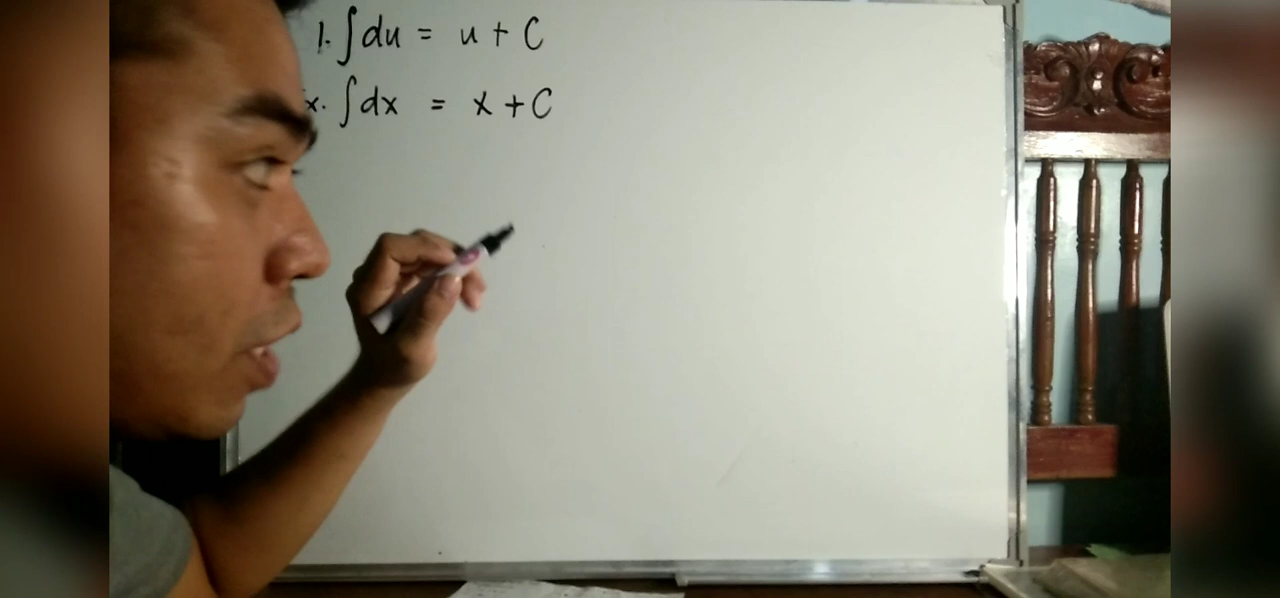 1. ∫du = u + C
x. ∫dx = x + C